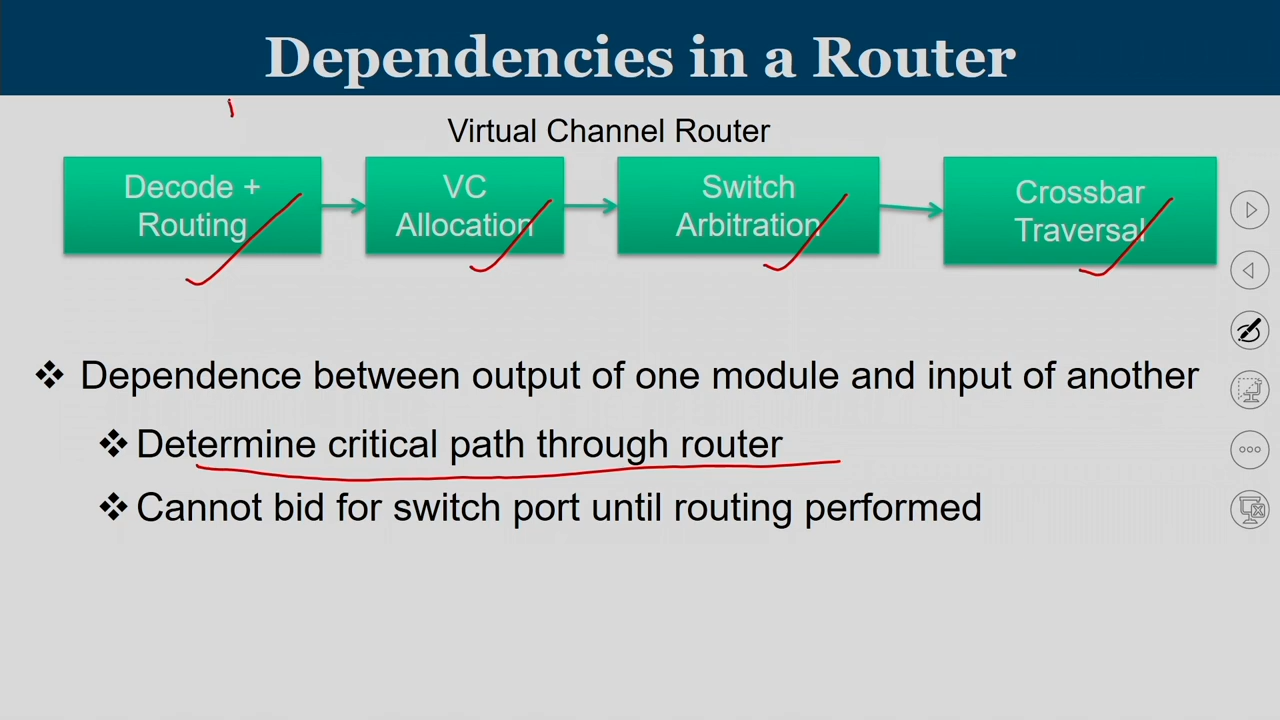 Dependencies in a Router
Virtual Channel Router
Decode +
Routing
VC
Allocation
Switch
Arbitration
Crossbar
Traversal
❖ Dependence between output of one module and input of another
❖ Determine critical path through router
❖ Cannot bid for switch port until routing performed